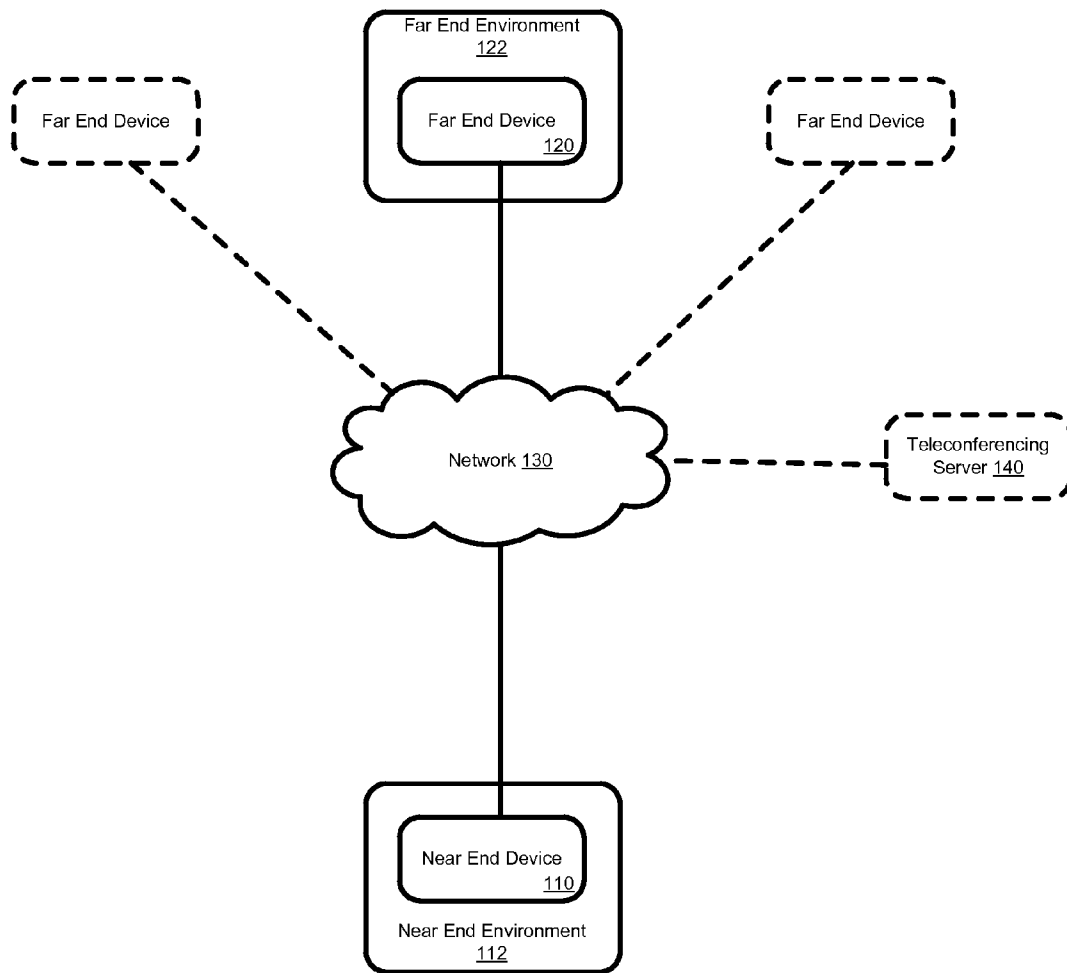 Far End Environment
122
Far End Device
Far End Device
120
Far End Device
Network 130
Teleconferencing
Server 140
Near End Device
110
Near End Environment
112